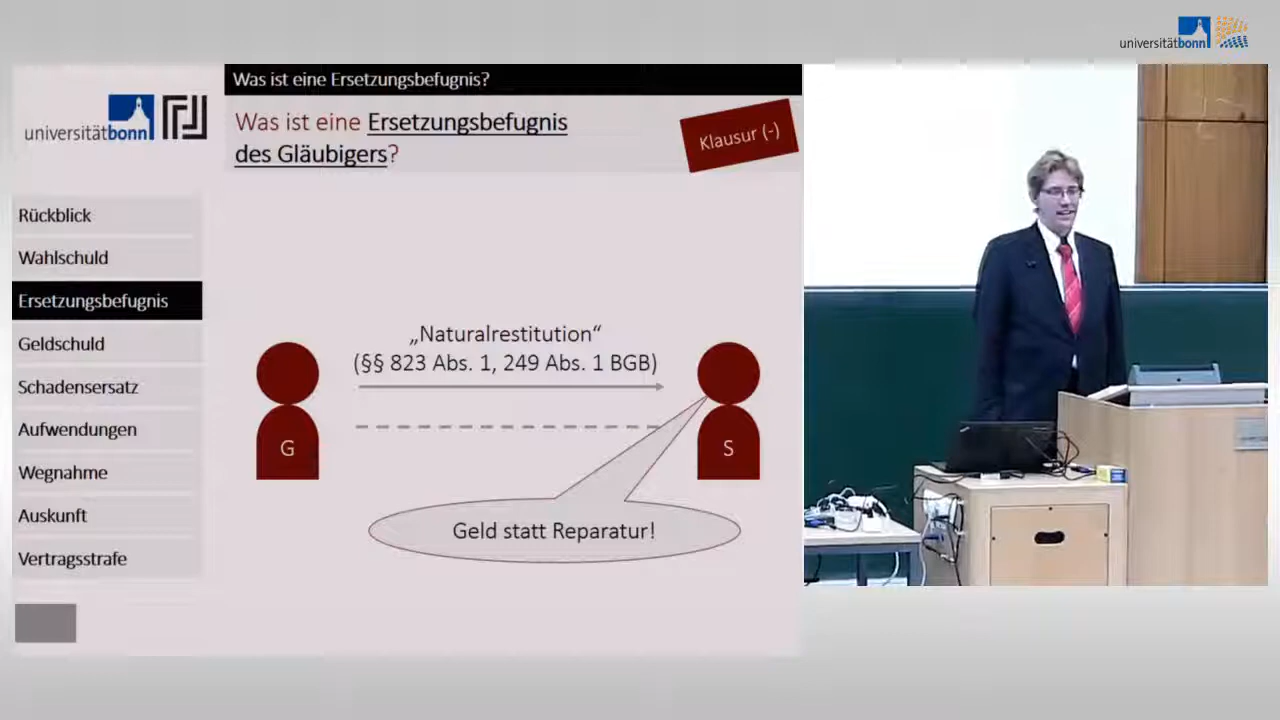 universitätbonn
Was ist eine Ersetzungsbefugnis?
universitätbonn
Was ist eine Ersetzungsbefugnis
des Gläubigers?
Klausur (-)
Rückblick
Wahlschuld
Ersetzungsbefugnis
Geldschuld
Schadensersatz
Aufwendungen
Wegnahme
Auskunft
Vertragsstrafe
„Naturalrestitution“
(§§ 823 Abs. 1, 249 Abs. 1 BGB)
G
S
Geld statt Reparatur!